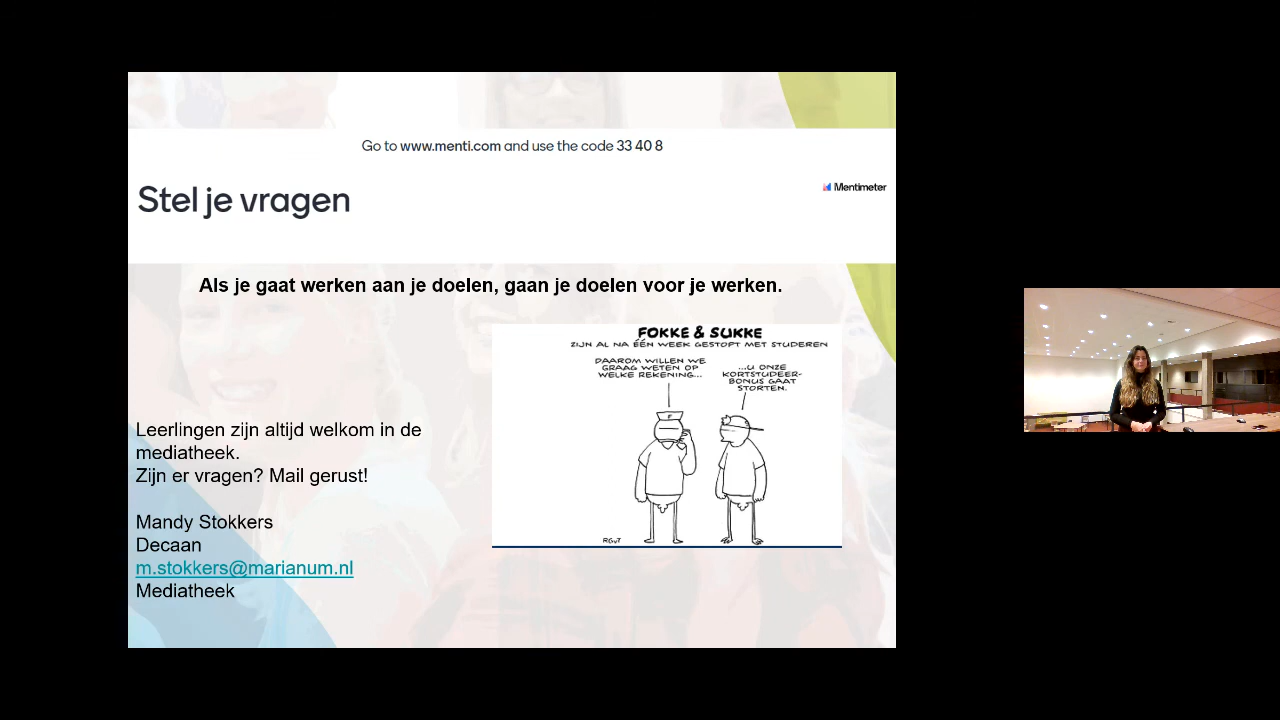 Go to www.menti.com and use the code 33 40 8
Mentimeter
Stel je vragen
Als je gaat werken aan je doelen, gaan je doelen voor je werken.
FOKKE & SUKKE
ZIJN AL NA ÉÉN WEEK GESTOPT MET STUDEREN
DAAROM WILLEN WE
GRAAG WETEN OP
WELKE REKENING...
...U ONZE
KORTSTUDEER-
BONUS GAAT
STORTEN.
F
RGvT
Leerlingen zijn altijd welkom in de
mediatheek.
Zijn er vragen? Mail gerust!
Mandy Stokkers
Decaan
m.stokkers@marianum.nl
Mediatheek